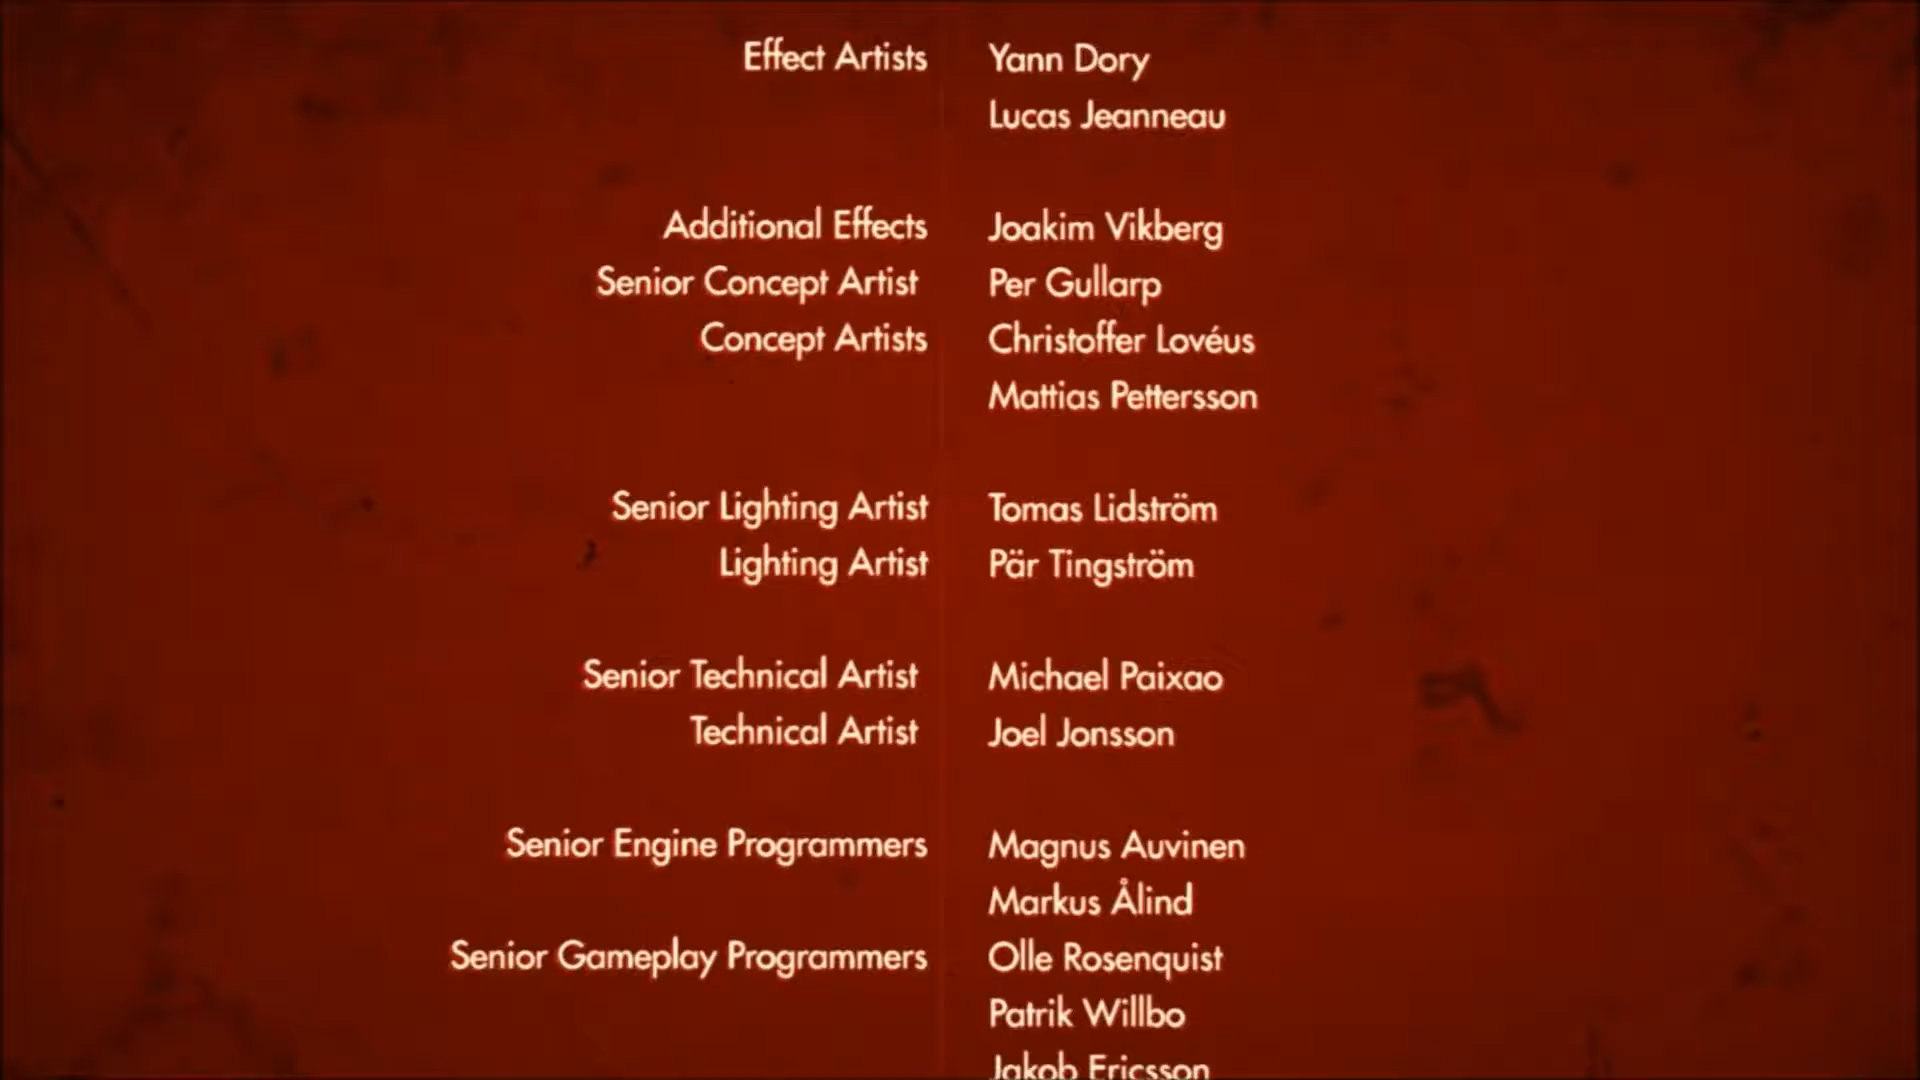 Effect Artists Yann Dory
Lucas Jeanneau
Additional Effects Joakim Vikberg
Senior Concept Artist Per Gullarp
Concept Artists Christoffer Lovéus
Mattias Pettersson
Senior Lighting Artist Tomas Lidström
Lighting Artist Pär Tingström
Senior Technical Artist Michael Paixao
Technical Artist Joel Jonsson
Senior Engine Programmers Magnus Auvinen
Markus Ålind
Senior Gameplay Programmers Olle Rosenquist
Patrik Willbo
Jakob Ericsson